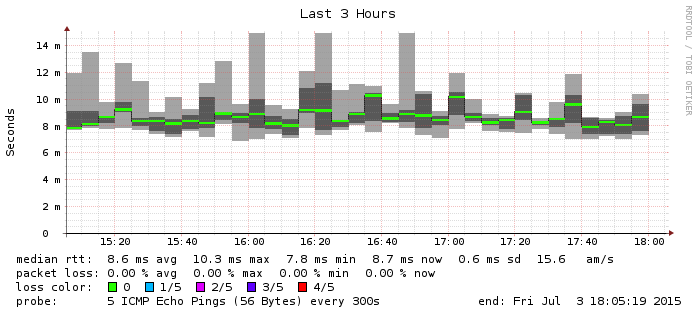 Last 3 Hours
RRDTOOL / TOBI OETIKER
Seconds
14 m
12 m
10 m
8 m
6 m
4 m
2 m
0
15:20 15:40 16:00 16:20 16:40 17:00 17:20 17:40 18:00
median rtt: 8.6 ms avg 10.3 ms max 7.8 ms min 8.7 ms now 0.6 ms sd 15.6 am/s
packet loss: 0.00 % avg 0.00 % max 0.00 % min 0.00 % now
loss color: 0 1/5 2/5 3/5 4/5
probe: 5 ICMP Echo Pings (56 Bytes) every 300s end: Fri Jul 3 18:05:19 2015